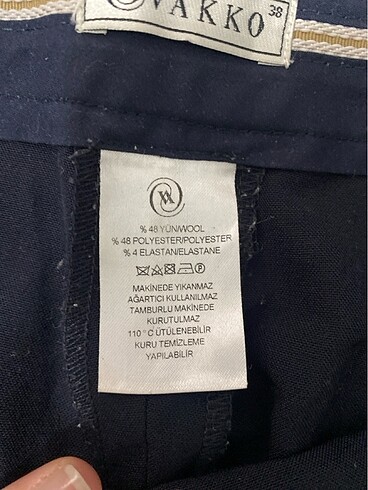 VAKKO
38
% 48 YÜN/WOOL
% 48 POLYESTER/POLYESTER
% 4 ELASTAN/ELASTANE
MAKİNEDE YIKANMAZ
AĞARTICI KULLANILMAZ
TAMBURLU MAKİNEDE
KURUTULMAZ
110 °C ÜTÜLENEBİLİR
KURU TEMİZLEME
YAPILABİLİR